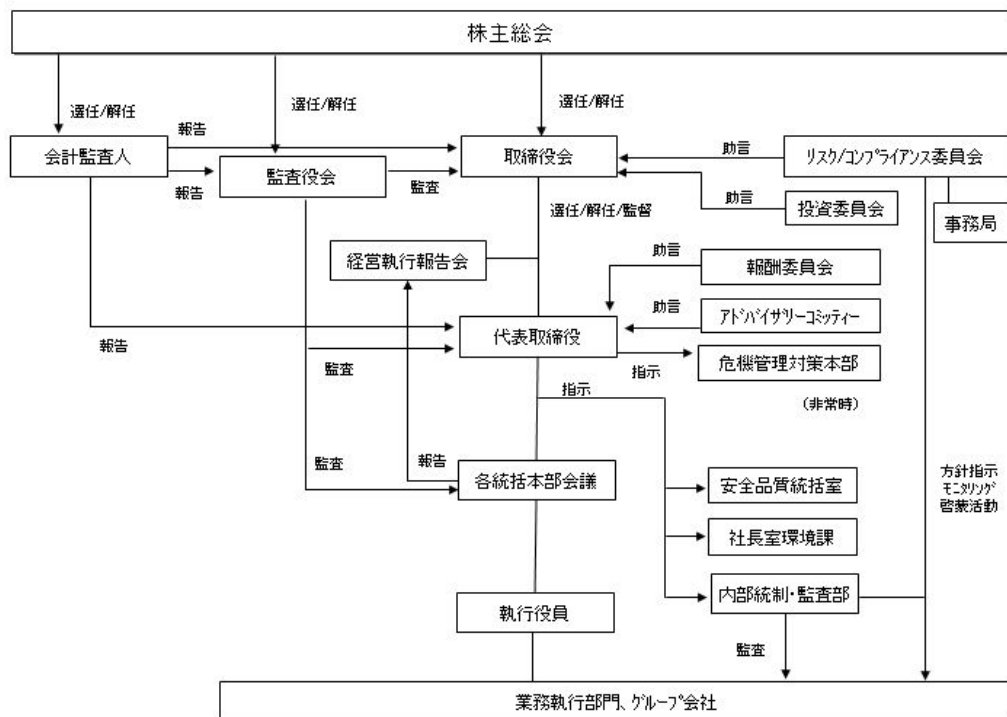 株主総会
選任/解任
選任/解任
選任/解任
会計監査人
報告
報告
監査役会
監査
取締役会
助言
リスク/コンプライアンス委員会
助言
投資委員会
事務局
選任/解任/監督
経営執行報告会
助言
報酬委員会
助言
アドバイザリーコミッティー
代表取締役
報告
監査
指示
危機管理対策本部
(非常時)
指示
監査
報告
各統括本部会議
安全品質統括室
方針指示
モニタリング
啓蒙活動
社長室環境課
内部統制・監査部
執行役員
監査
業務執行部門、グループ会社